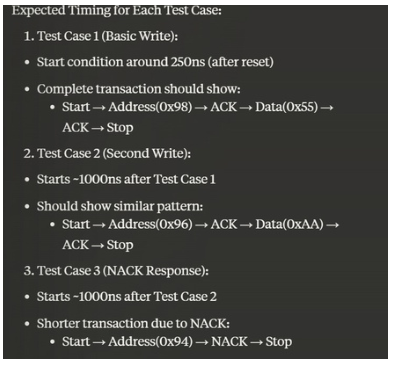 Expected Timing for Each Test Case:
1. Test Case 1 (Basic Write):
• Start condition around 250ns (after reset)
• Complete transaction should show:
• Start → Address(0x98) → ACK → Data(0x55) →
ACK → Stop
2. Test Case 2 (Second Write):
• Starts ~1000ns after Test Case 1
• Should show similar pattern:
• Start → Address(0x96) → ACK → Data(0xAA) →
ACK → Stop
3. Test Case 3 (NACK Response):
• Starts ~1000ns after Test Case 2
• Shorter transaction due to NACK:
• Start → Address(0x94) → NACK → Stop